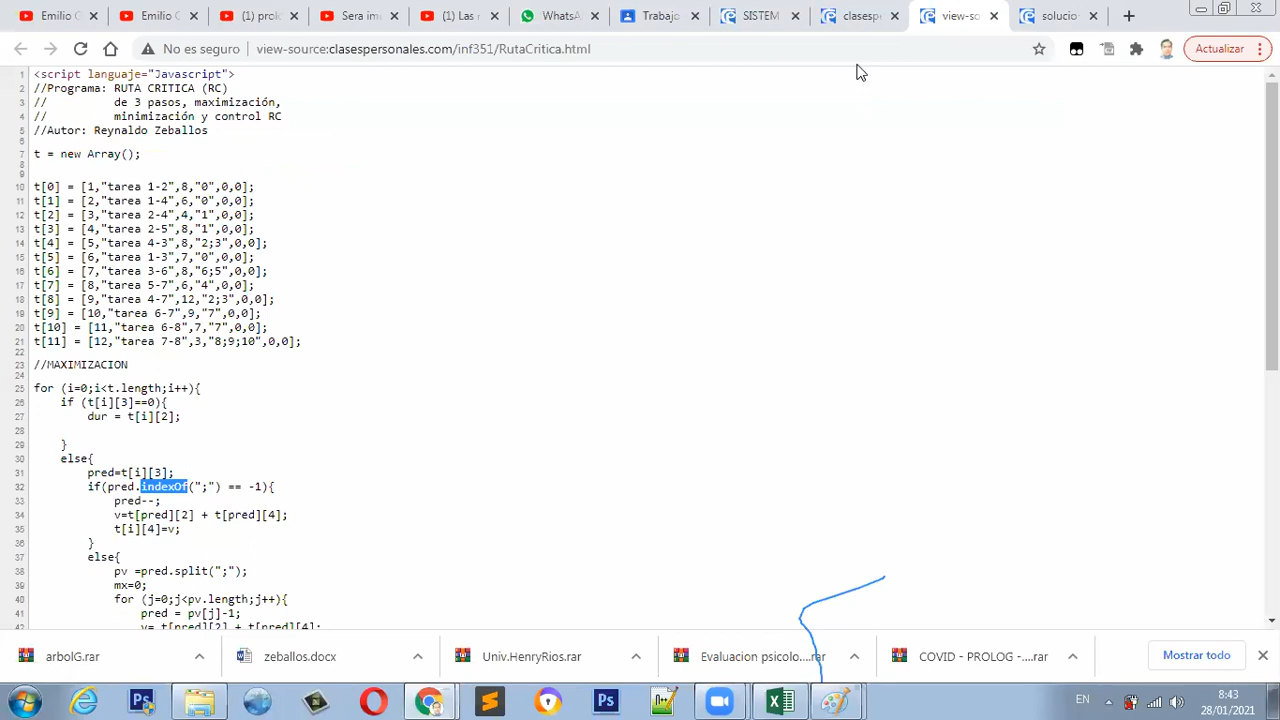 Emilio C
Emilio C
(1) prolo
Sera imp
(1) Las r
WhatsA
Trabajo
SISTEM
clasesp
view-so
solucio
No es seguro
view-source:clasespersonales.com/inf351/RutaCritica.html
Actualizar
1 <script languaje="Javascript">
2 //Programa: RUTA CRITICA (RC)
3 // de 3 pasos, maximización,
4 // minimización y control RC
5 //Autor: Reynaldo Zeballos
6
7 t = new Array();
8
9
10 t[0] = [1,"tarea 1-2",8,"0",0,0];
11 t[1] = [2,"tarea 1-4",6,"0",0,0];
12 t[2] = [3,"tarea 2-4",4,"1",0,0];
13 t[3] = [4,"tarea 2-5",8,"1",0,0];
14 t[4] = [5,"tarea 4-3",8,"2;3",0,0];
15 t[5] = [6,"tarea 1-3",7,"0",0,0];
16 t[6] = [7,"tarea 3-6",8,"6;5",0,0];
17 t[7] = [8,"tarea 5-7",6,"4",0,0];
18 t[8] = [9,"tarea 4-7",12,"2;3",0,0];
19 t[9] = [10,"tarea 6-7",9,"7",0,0];
20 t[10] = [11,"tarea 6-8",7,"7",0,0];
21 t[11] = [12,"tarea 7-8",3,"8;9;10",0,0];
22
23 //MAXIMIZACION
24
25 for (i=0;i<t.length;i++){
26 if (t[i][3]==0){
27 dur = t[i][2];
28
29 }
30 else{
31 pred=t[i][3];
32 if(pred.indexOf(";") == -1){
33 pred--;
34 v=t[pred][2] + t[pred][4];
35 t[i][4]=v;
36 }
37 else{
38 pv =pred.split(";");
39 mx=0;
40 for (j=0;j<pv.length;j++){
41 pred = pv[j]-1;
42 v= t[pred][2] + t[pred][4];
arbolG.rar
zeballos.docx
Univ.HenryRios.rar
Evaluacion psicolo....rar
COVID - PROLOG -....rar
Mostrar todo
EN
8:43
28/01/2021